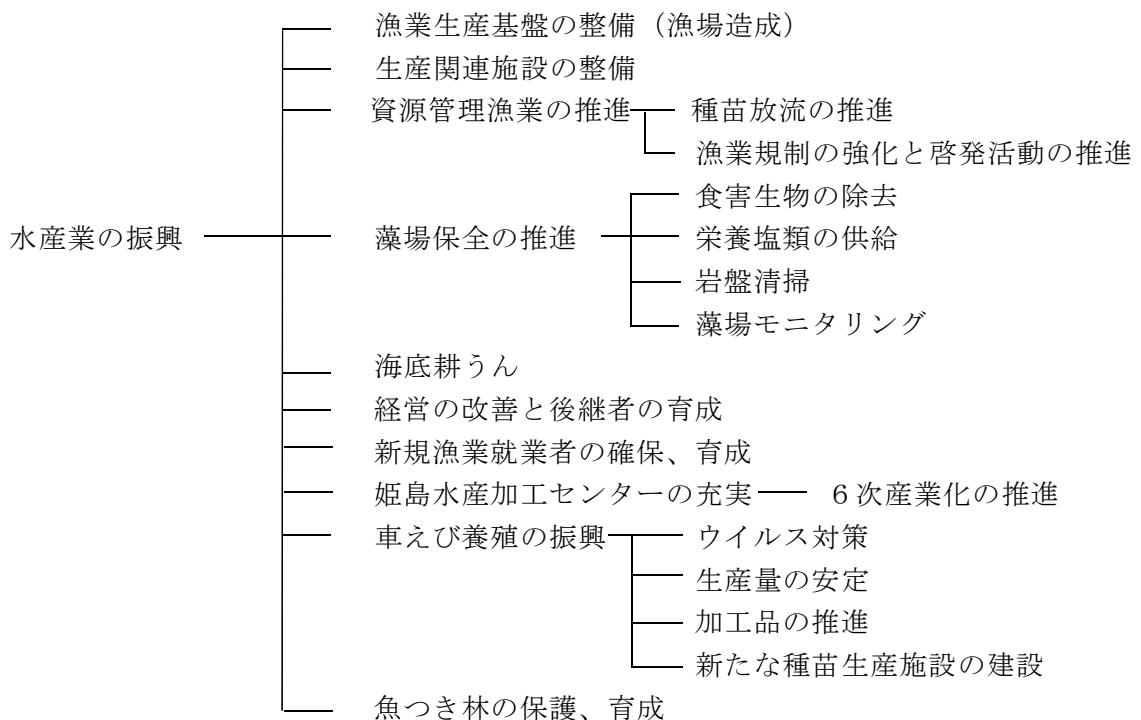 漁業生産基盤の整備（漁場造成）
生産関連施設の整備
資源管理漁業の推進 種苗放流の推進
漁業規制の強化と啓発活動の推進
食害生物の除去
水産業の振興 藻場保全の推進 栄養塩類の供給
岩盤清掃
藻場モニタリング
海底耕うん
経営の改善と後継者の育成
新規漁業就業者の確保、育成
姫島水産加工センターの充実 ６次産業化の推進
車えび養殖の振興 ウイルス対策
生産量の安定
加工品の推進
新たな種苗生産施設の建設
魚つき林の保護、育成